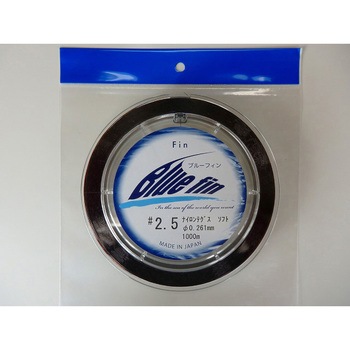 Fin
ブルーフィン
Blue fin
In the sea of the world you want
#2.5 ナイロンテグス ソフト
φ0.261mm
1000m
MADE IN JAPAN